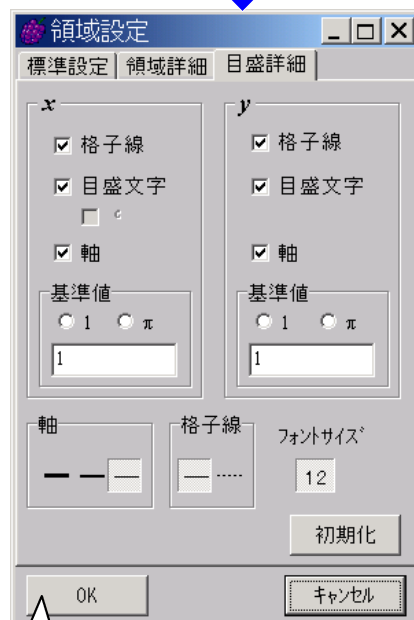 領域設定
標準設定 領域詳細 目盛詳細
x y
格子線 格子線
目盛文字 目盛文字
軸 軸
基準値 基準値
1 π 1 π
1 1
軸 格子線 フォントサイズ
12
初期化
OK キャンセル